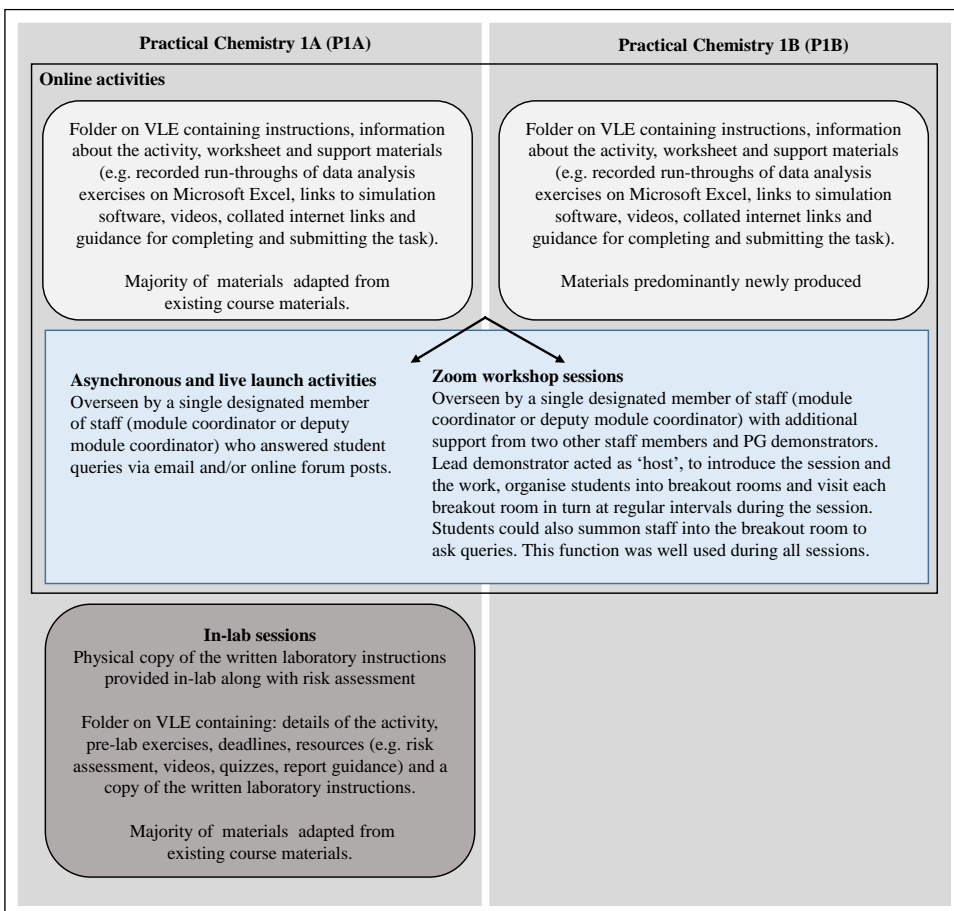 Practical Chemistry 1A (P1A)
Practical Chemistry 1B (P1B)
Online activities
Folder on VLE containing instructions, information
about the activity, worksheet and support materials
(e.g. recorded run-throughs of data analysis
exercises on Microsoft Excel, links to simulation
software, videos, collated internet links and
guidance for completing and submitting the task).
Majority of materials adapted from
existing course materials.
Folder on VLE containing instructions, information
about the activity, worksheet and support materials
(e.g. recorded run-throughs of data analysis
exercises on Microsoft Excel, links to simulation
software, videos, collated internet links and
guidance for completing and submitting the task).
Materials predominantly newly produced
Asynchronous and live launch activities
Overseen by a single designated member
of staff (module coordinator or deputy
module coordinator) who answered student
queries via email and/or online forum posts.
Zoom workshop sessions
Overseen by a single designated member of staff (module
coordinator or deputy module coordinator) with additional
support from two other staff members and PG demonstrators.
Lead demonstrator acted as ‘host’, to introduce the session and
the work, organise students into breakout rooms and visit each
breakout room in turn at regular intervals during the session.
Students could also summon staff into the breakout room to
ask queries. This function was well used during all sessions.
In-lab sessions
Physical copy of the written laboratory instructions
provided in-lab along with risk assessment
Folder on VLE containing: details of the activity,
pre-lab exercises, deadlines, resources (e.g. risk
assessment, videos, quizzes, report guidance) and a
copy of the written laboratory instructions.
Majority of materials adapted from
existing course materials.